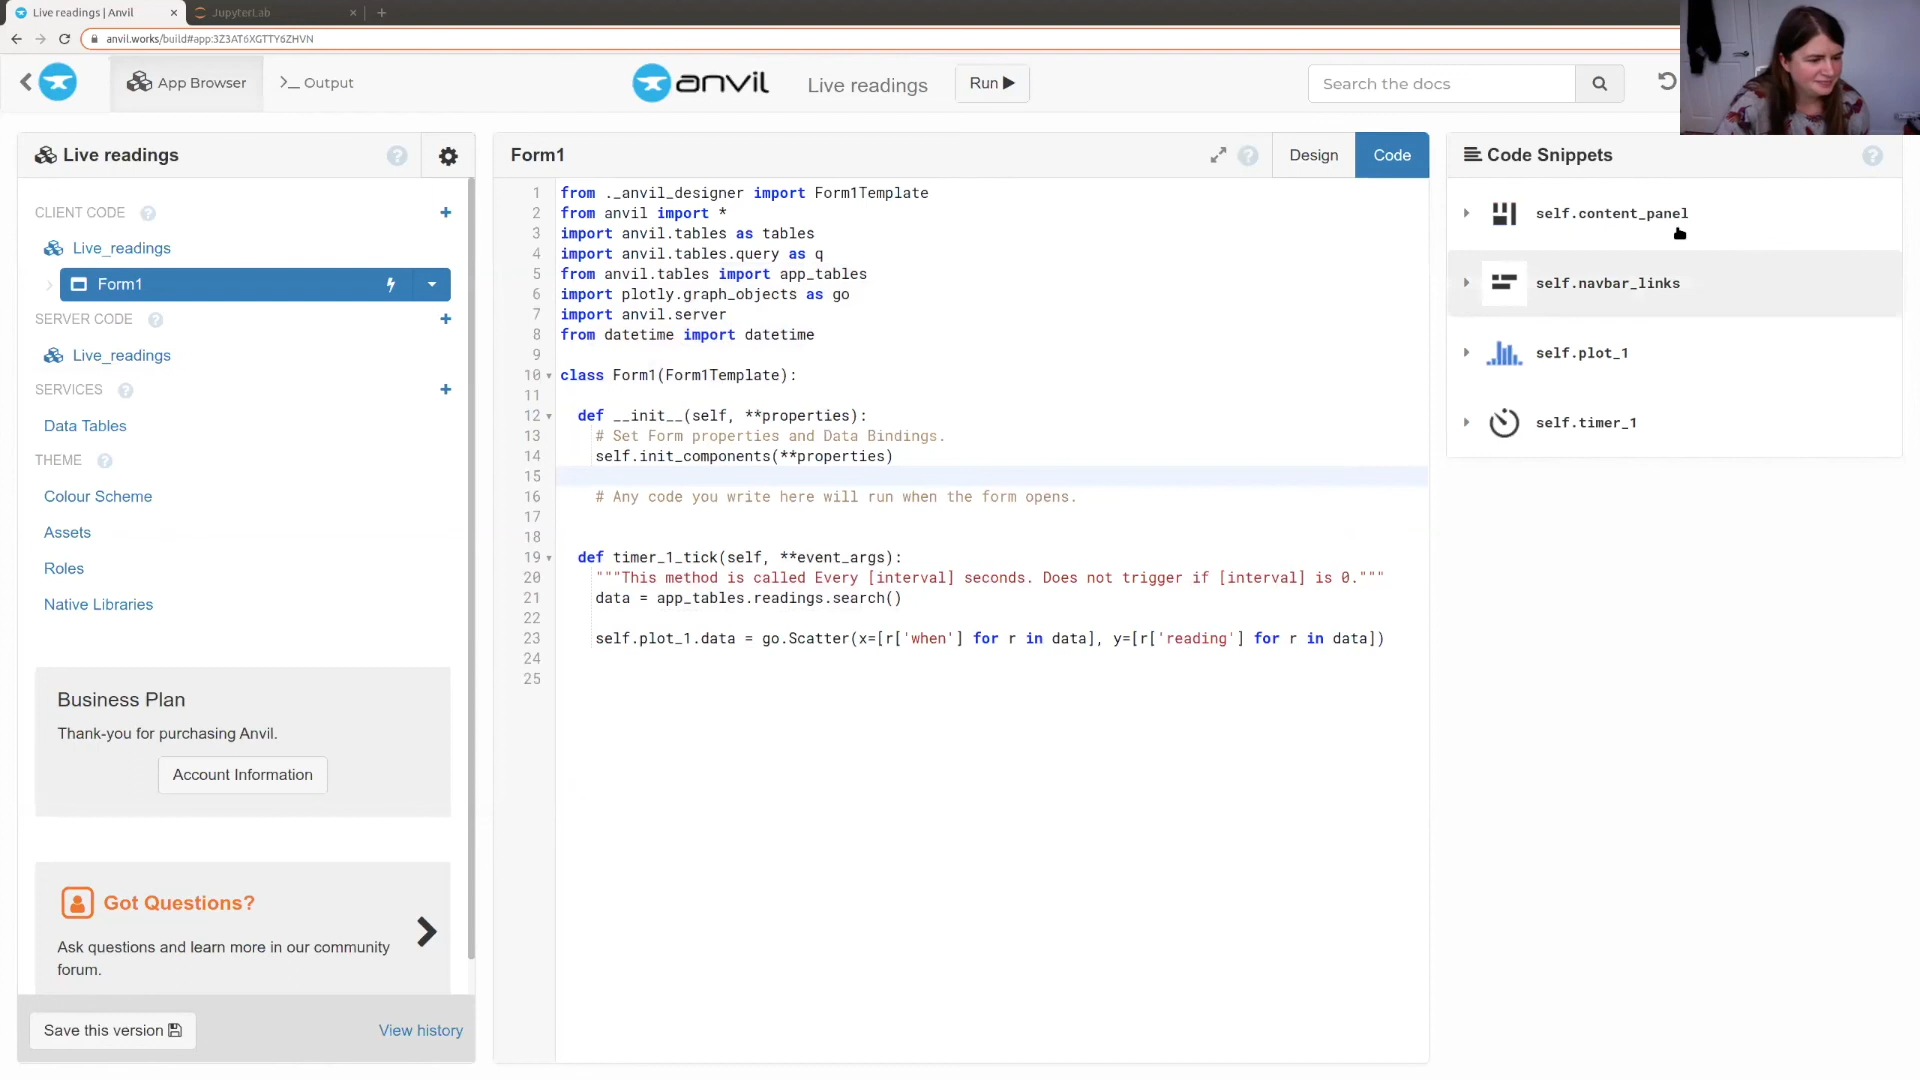 Live readings | Anvil
JupyterLab
anvil.works/build#app:3Z3AT6XGTTY6ZHVN
App Browser
>_ Output
anvil
Live readings
Run
Search the docs
Live readings
CLIENT CODE
Live_readings
Form1
SERVER CODE
Live_readings
SERVICES
Data Tables
THEME
Colour Scheme
Assets
Roles
Native Libraries
Business Plan
Thank-you for purchasing Anvil.
Account Information
Got Questions?
Ask questions and learn more in our community
forum.
Save this version
View history
Form1
Design
Code
1 from ._anvil_designer import Form1Template
2 from anvil import *
3 import anvil.tables as tables
4 import anvil.tables.query as q
5 from anvil.tables import app_tables
6 import plotly.graph_objects as go
7 import anvil.server
8 from datetime import datetime
9
10 class Form1(Form1Template):
11
12 def __init__(self, **properties):
13 # Set Form properties and Data Bindings.
14 self.init_components(**properties)
15
16 # Any code you write here will run when the form opens.
17
18
19 def timer_1_tick(self, **event_args):
20 """This method is called Every [interval] seconds. Does not trigger if [interval] is 0."""
21 data = app_tables.readings.search()
22
23 self.plot_1.data = go.Scatter(x=[r['when'] for r in data], y=[r['reading'] for r in data])
24
25
Code Snippets
self.content_panel
self.navbar_links
self.plot_1
self.timer_1